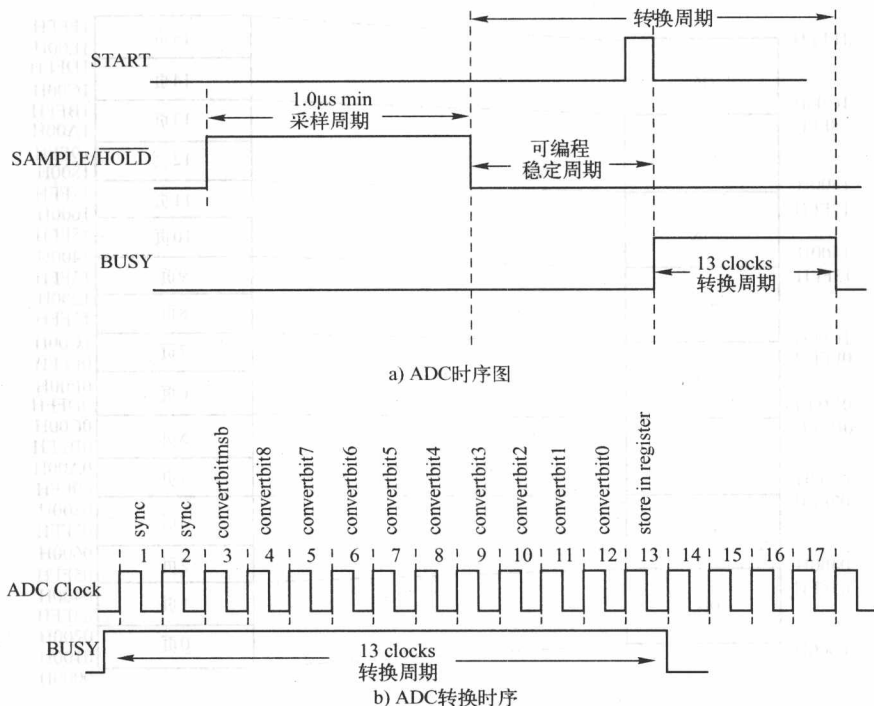 转换周期
START
1.0μs min
采样周期
SAMPLE/HOLD
可编程
稳定周期
BUSY
13 clocks
转换周期
a) ADC时序图
sync
sync
convertbitmsb
convertbit8
convertbit7
convertbit6
convertbit5
convertbit4
convertbit3
convertbit2
convertbit1
convertbit0
store in register
1 2 3 4 5 6 7 8 9 10 11 12 13 14 15 16 17
ADC Clock
BUSY
13 clocks
转换周期
b) ADC转换时序